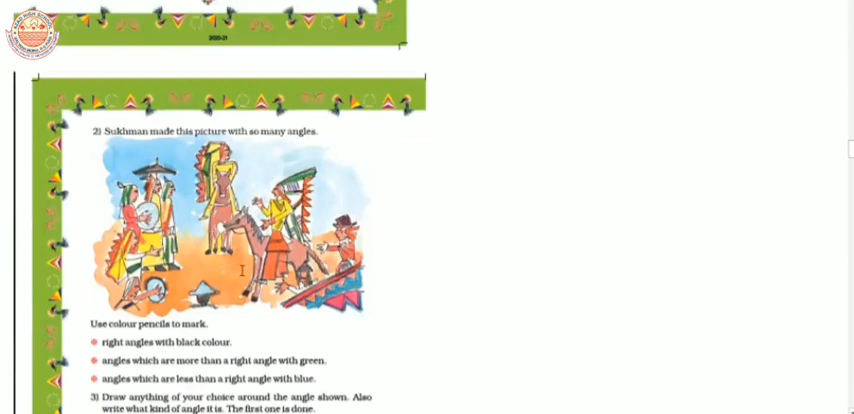 2020-21
2) Sukhman made this picture with so many angles.
Use colour pencils to mark.
right angles with black colour.
angles which are more than a right angle with green.
angles which are less than a right angle with blue.
3) Draw anything of your choice around the angle shown. Also
write what kind of angle it is. The first one is done.